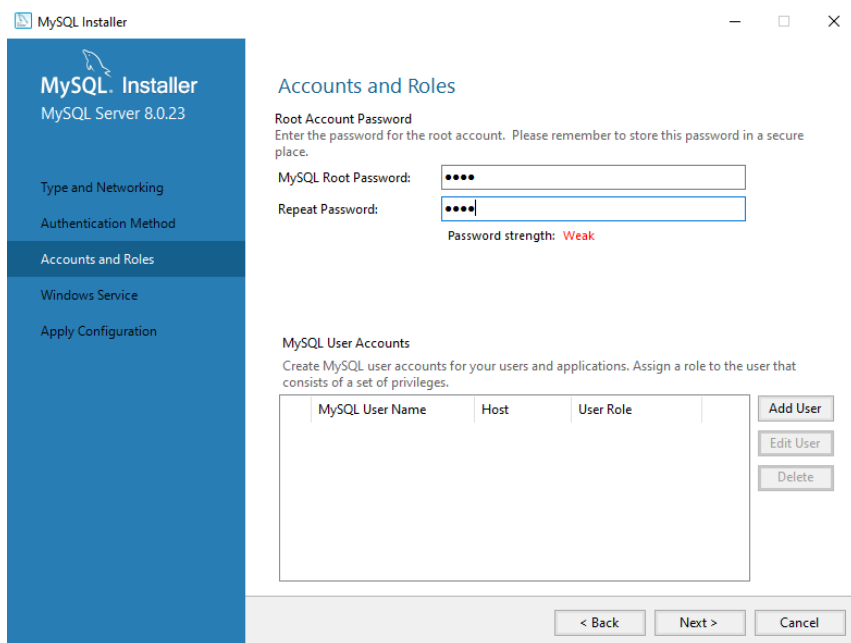 MySQL Installer
MySQL. Installer
MySQL Server 8.0.23
Type and Networking
Authentication Method
Accounts and Roles
Windows Service
Apply Configuration
Accounts and Roles
Root Account Password
Enter the password for the root account.  Please remember to store this password in a secure
place.
MySQL Root Password: ●●●●
Repeat Password: ●●●●
Password strength: Weak
MySQL User Accounts
Create MySQL user accounts for your users and applications. Assign a role to the user that
consists of a set of privileges.
MySQL User Name Host User Role
Add User
Edit User
Delete
< Back Next > Cancel